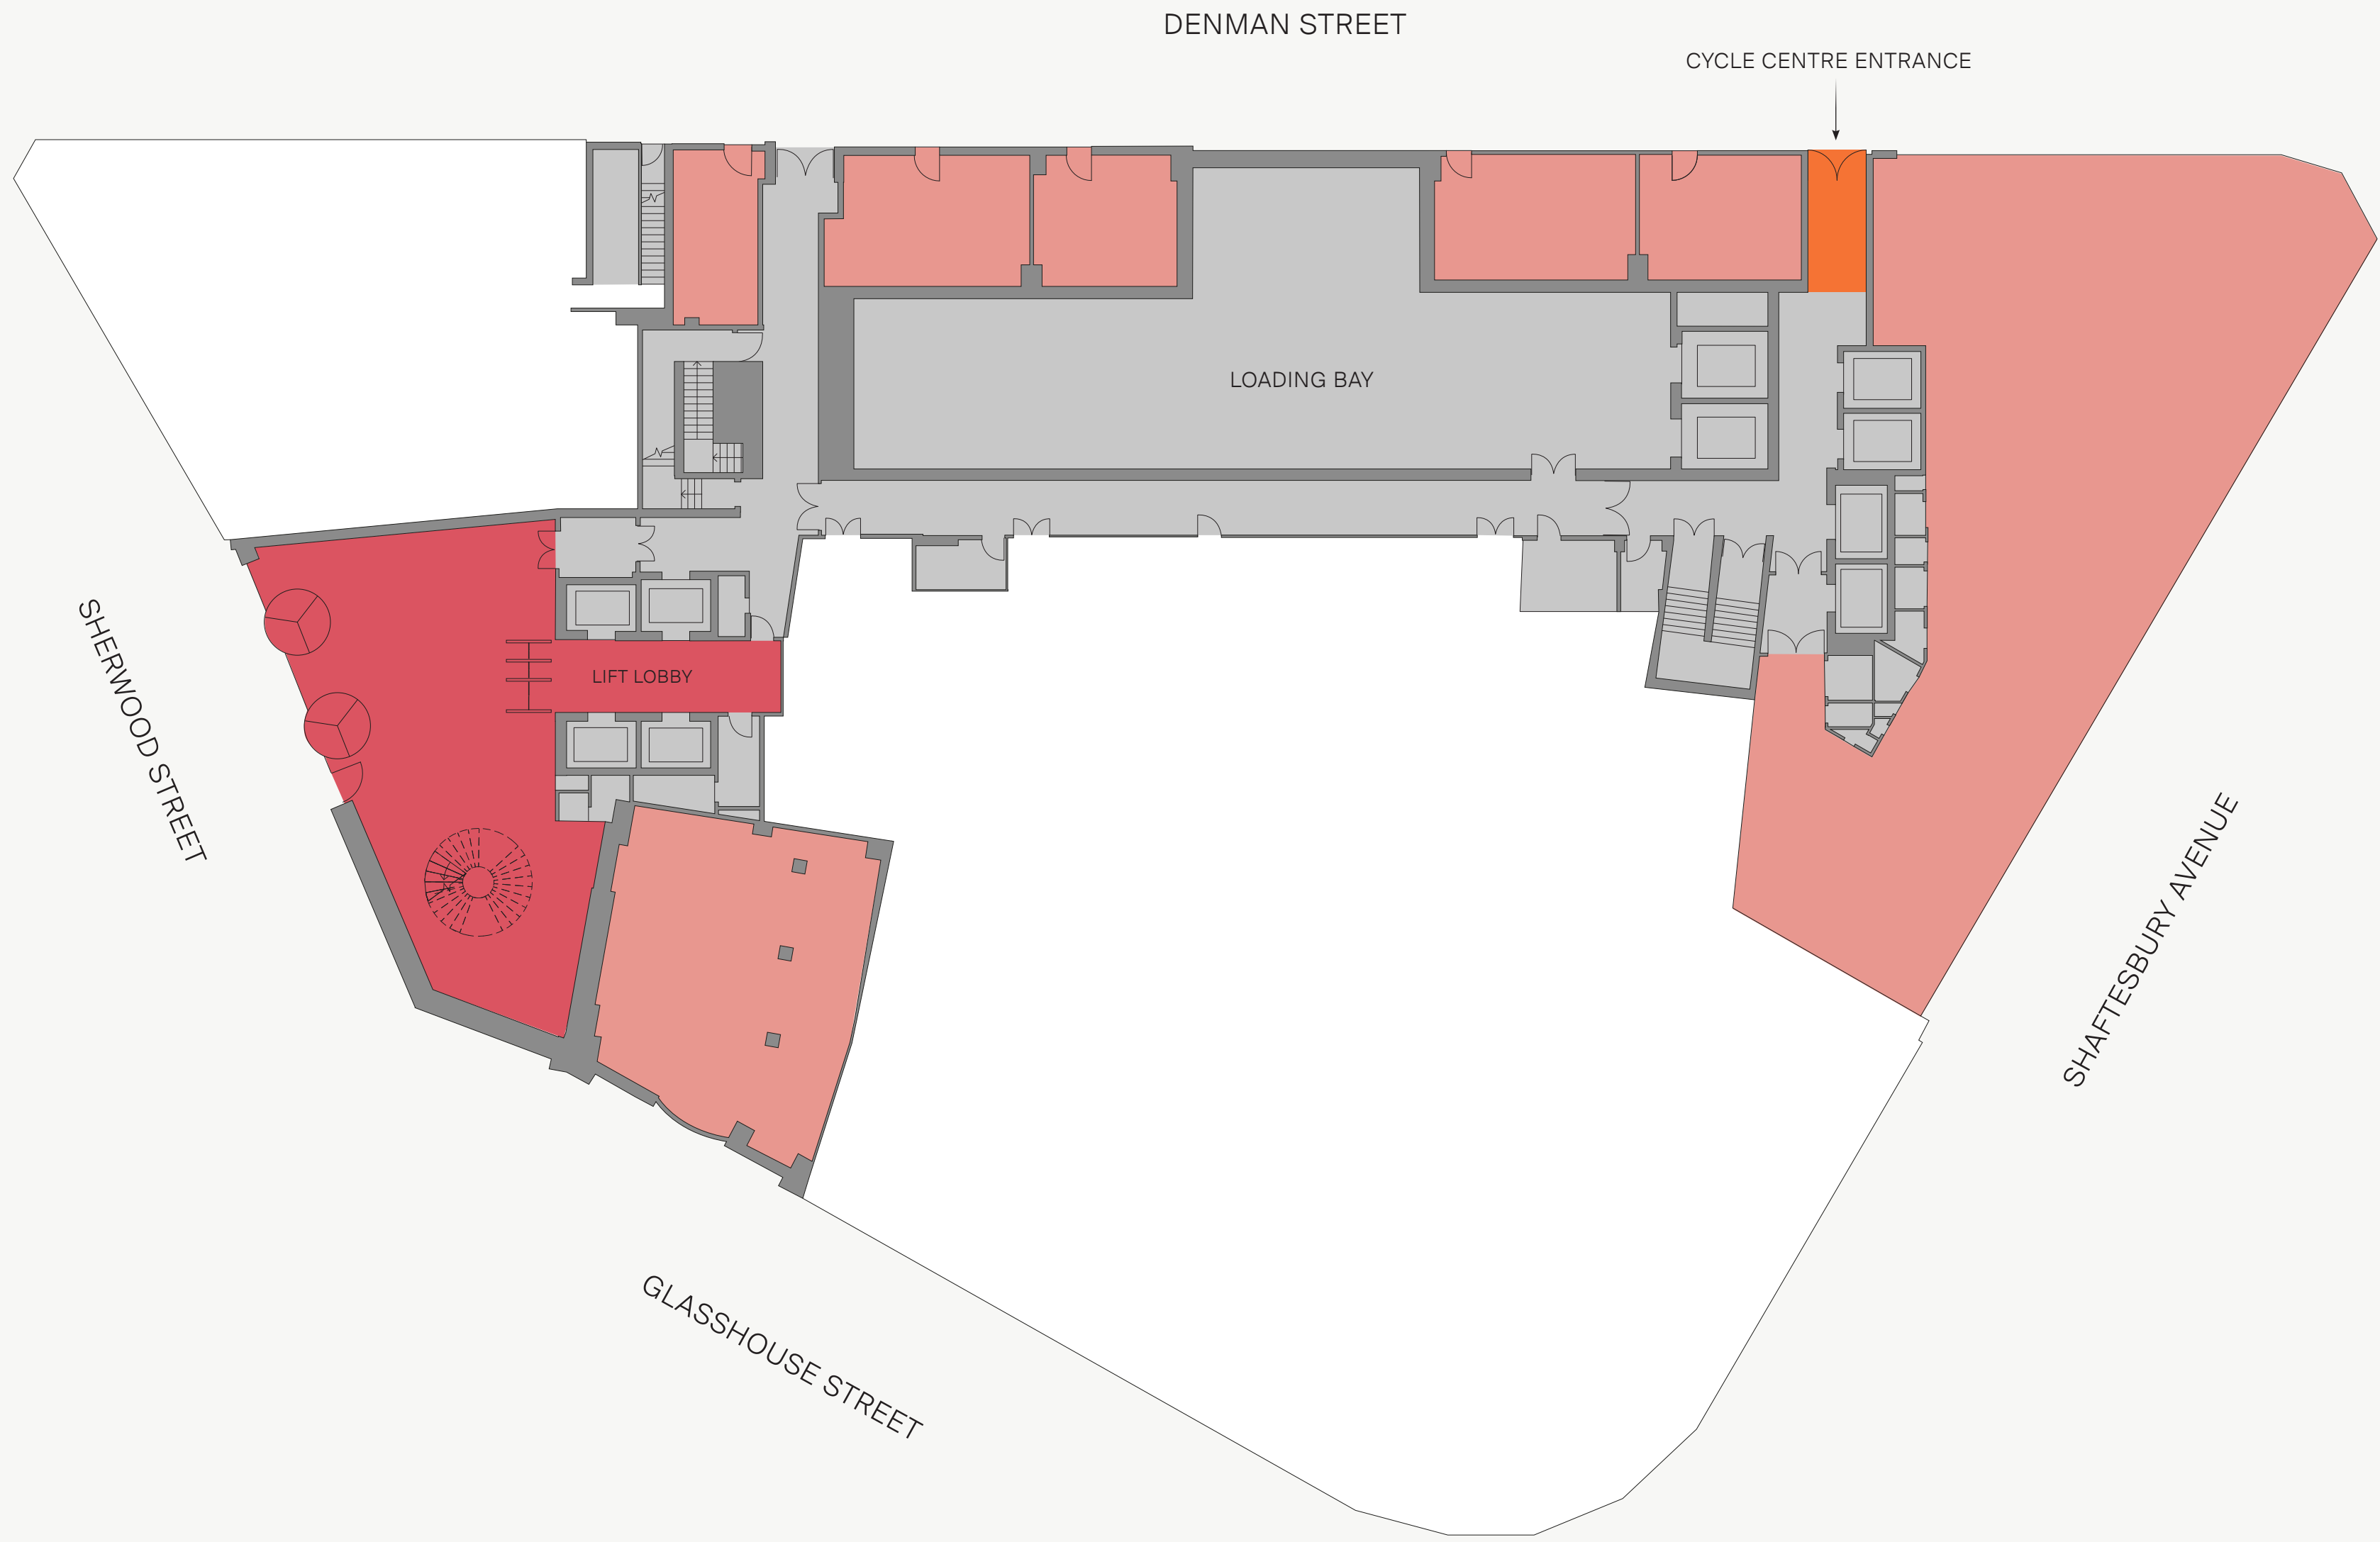 DENMAN STREET
CYCLE CENTRE ENTRANCE
LOADING BAY
LIFT LOBBY
SHERWOOD STREET
SHAFTESBURY AVENUE
GLASSHOUSE STREET